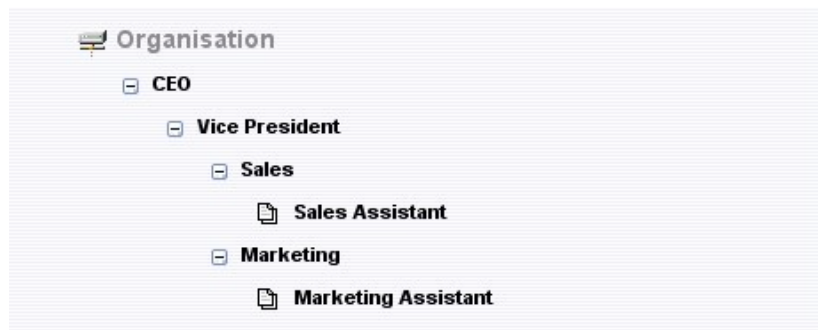 Organisation
CEO
Vice President
Sales
Sales Assistant
Marketing
Marketing Assistant